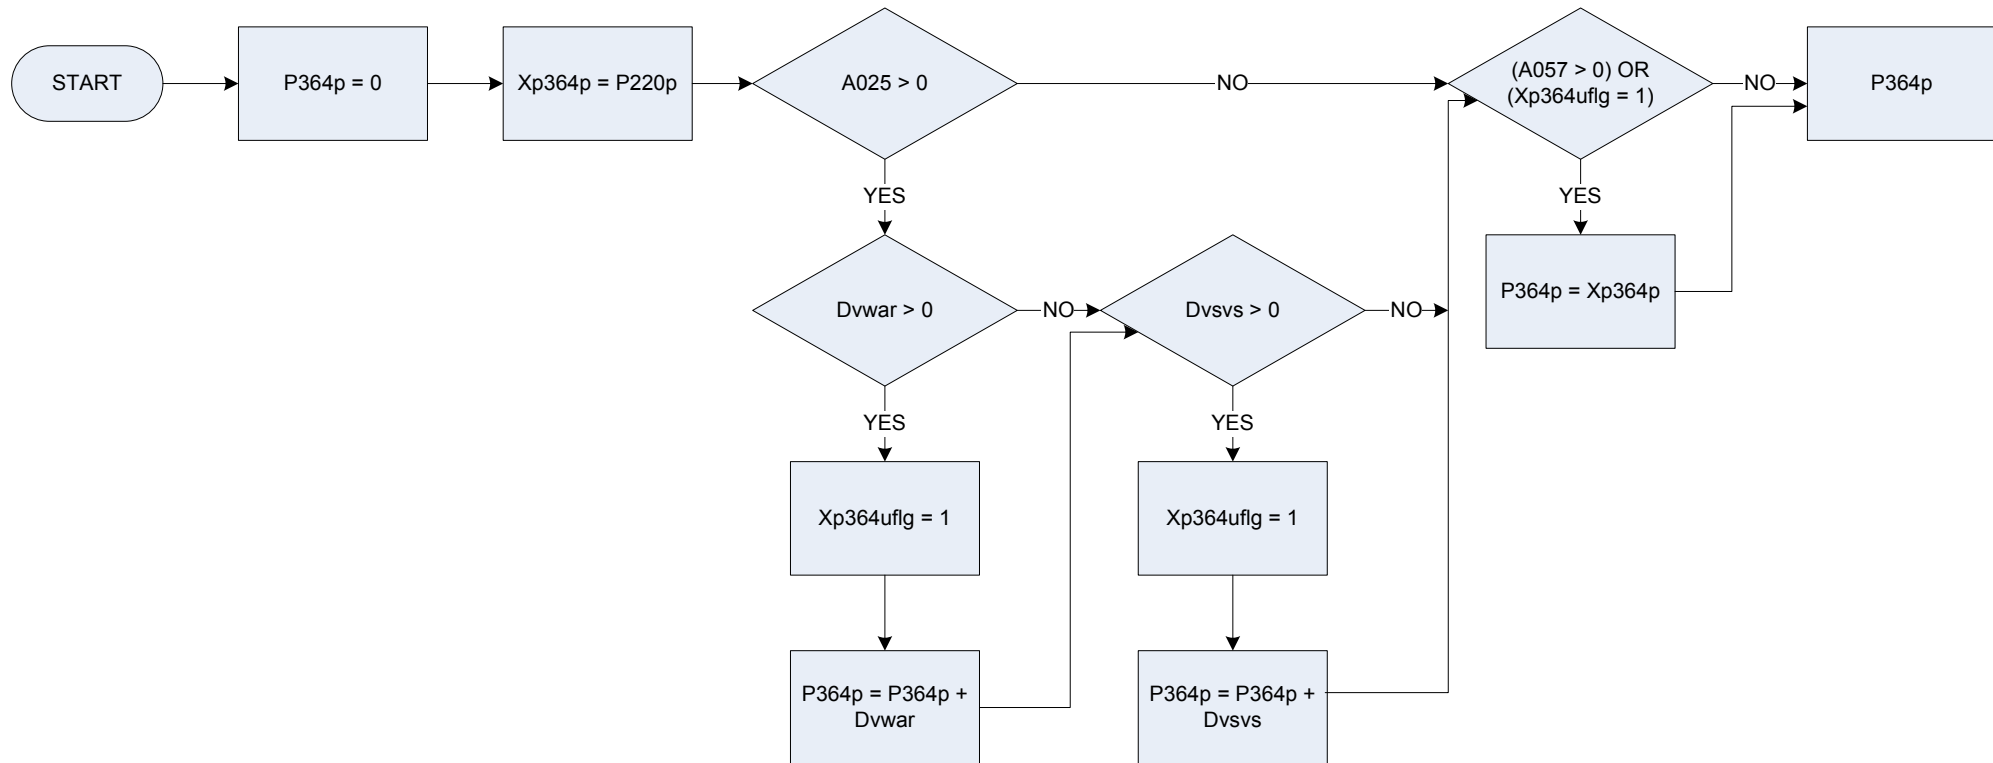 START
P364p = 0
Xp364p = P220p
A025 > 0
NO
(A057 > 0) OR
(Xp364uflg = 1)
NO
P364p
YES
YES
Dvwar > 0
NO
Dvsvs > 0
NO
P364p = Xp364p
YES
YES
Xp364uflg = 1
Xp364uflg = 1
P364p = P364p +
Dvwar
P364p = P364p +
Dvsvs